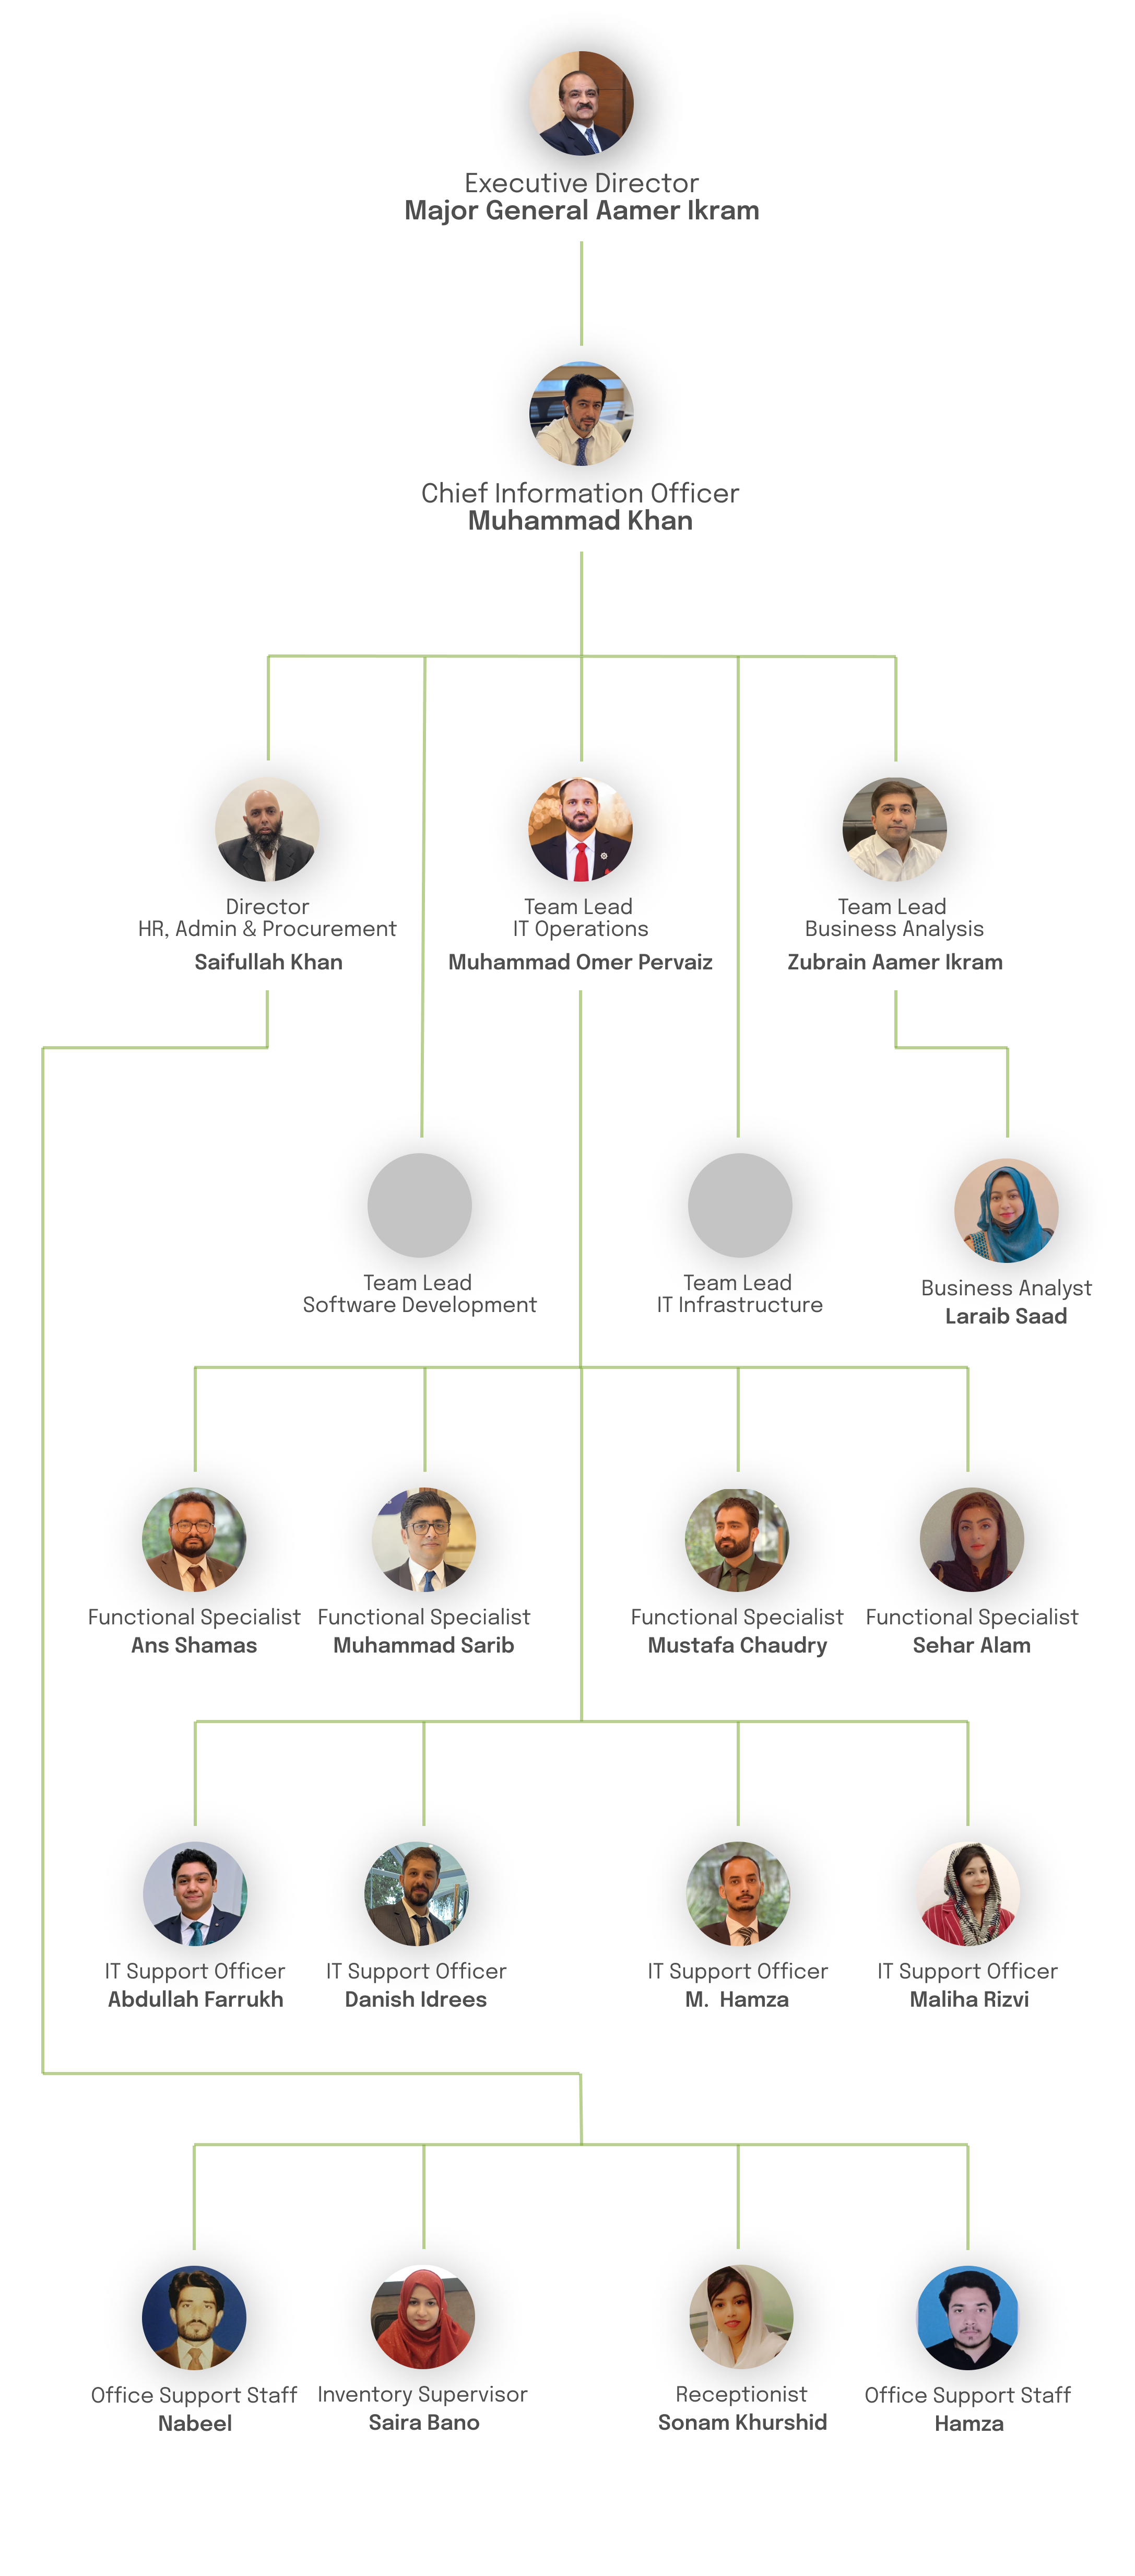 Executive Director
Major General Aamer Ikram
Chief Information Officer
Muhammad Khan
Director
HR, Admin & Procurement
Saifullah Khan
Team Lead
IT Operations
Muhammad Omer Pervaiz
Team Lead
Business Analysis
Zubrain Aamer Ikram
Team Lead
Software Development
Team Lead
IT Infrastructure
Business Analyst
Laraib Saad
Functional Specialist
Ans Shamas
Functional Specialist
Muhammad Sarib
Functional Specialist
Mustafa Chaudry
Functional Specialist
Sehar Alam
IT Support Officer
Abdullah Farrukh
IT Support Officer
Danish Idrees
IT Support Officer
M. Hamza
IT Support Officer
Maliha Rizvi
Office Support Staff
Nabeel
Inventory Supervisor
Saira Bano
Receptionist
Sonam Khurshid
Office Support Staff
Hamza